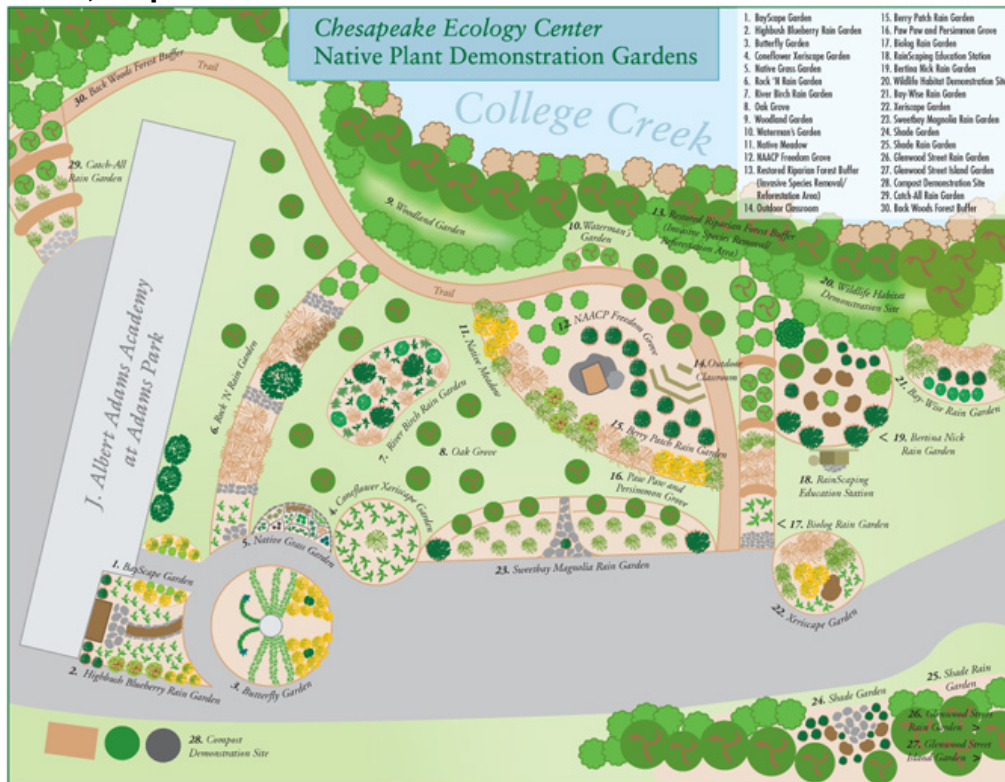 Chesapeake Ecology Center
Native Plant Demonstration Gardens
1. BayScape Garden
2. Highbush Blueberry Rain Garden
3. Butterfly Garden
4. Coneflower Xeriscape Garden
5. Native Grass Garden
6. Rock 'N Rain Garden
7. River Birch Rain Garden
8. Oak Grove
9. Woodland Garden
10. Waterman's Garden
11. Native Meadow
12. NAACP Freedom Grove
13. Restored Riparian Forest Buffer
(Invasive Species Removal/
Reforestation Area)
14. Outdoor Classroom
15. Berry Patch Rain Garden
16. Paw Paw and Persimmon Grove
17. Biolog Rain Garden
18. RainScaping Education Station
19. Bertina Nick Rain Garden
20. Wildlife Habitat Demonstration Site
21. Bay-Wise Rain Garden
22. Xeriscape Garden
23. Sweetbay Magnolia Rain Garden
24. Shade Garden
25. Shade Rain Garden
26. Glenwood Street Rain Garden
27. Glenwood Street Island Garden
28. Compost Demonstration Site
29. Catch-All Rain Garden
30. Back Woods Forest Buffer
College Creek
30. Back Woods Forest Buffer
Trail
29. Catch-All
Rain Garden
9. Woodland Garden
10. Waterman's
Garden
13. Restored Riparian Forest Buffer
(Invasive Species Removal/
Reforestation Area)
20. Wildlife Habitat
Demonstration Site
Trail
J. Albert Adams Academy
at Adams Park
11. Native Meadow
12. NAACP Freedom Grove
14. Outdoor
Classroom
6. Rock 'N Rain Garden
7. River Birch Rain Garden
8. Oak Grove
15. Berry Patch Rain Garden
16. Paw Paw and
Persimmon Grove
21. Bay-Wise Rain Garden
< 19. Bertina Nick
Rain Garden
18. RainScaping
Education Station
4. Coneflower Xeriscape Garden
5. Native Grass Garden
< 17. Biolog Rain Garden
1. BayScape Garden
23. Sweetbay Magnolia Rain Garden
22. Xeriscape Garden
2. Highbush Blueberry Rain Garden
3. Butterfly Garden
25. Shade Rain
Garden
24. Shade Garden
26. Glenwood Street
Rain Garden >
27. Glenwood Street
Island Garden >
28. Compost
Demonstration Site